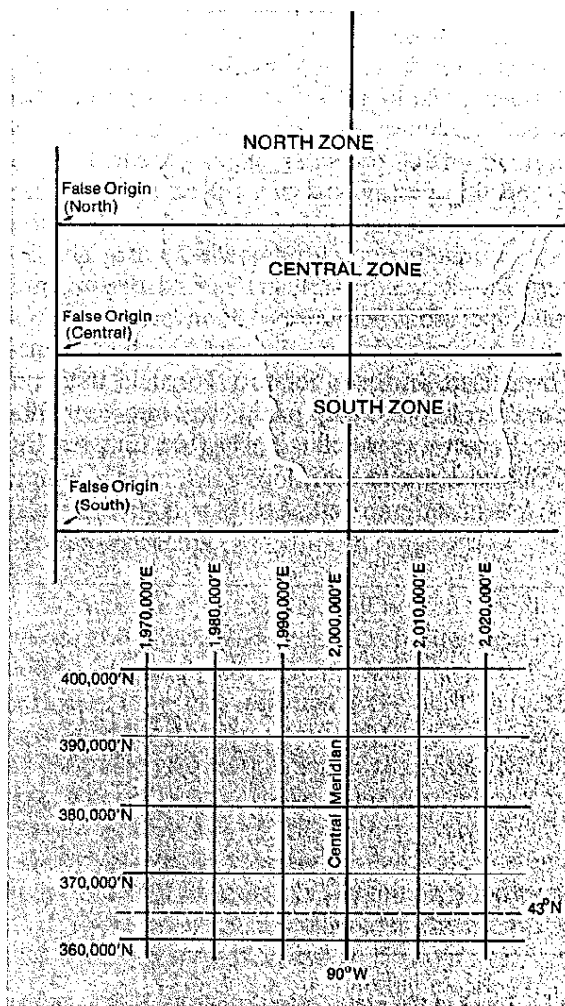 NORTH ZONE
False Origin
(North)
CENTRAL ZONE
False Origin
(Central)
SOUTH ZONE
False Origin
(South)
1,970,000'E
1,980,000'E
1,990,000'E
2,000,000'E
2,010,000'E
2,020,000'E
400,000'N
390,000'N
380,000'N
370,000'N
360,000'N
Central Meridian
43°N
90°W